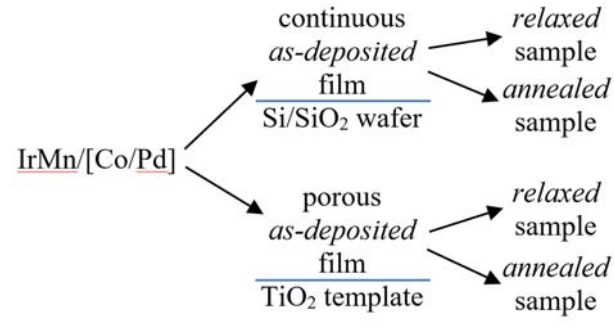 IrMn/[Co/Pd]
continuous
as-deposited
film
Si/SiO₂ wafer
relaxed
sample
annealed
sample
porous
as-deposited
film
TiO₂ template
relaxed
sample
annealed
sample